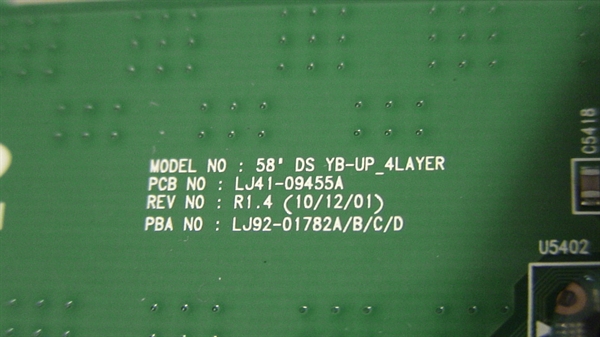 MODEL NO : 58" DS YB-UP_4LAYER
PCB NO : LJ41-09455A
REV NO : R1.4 (10/12/01)
PBA NO : LJ92-01782A/B/C/D
C5418
U5402